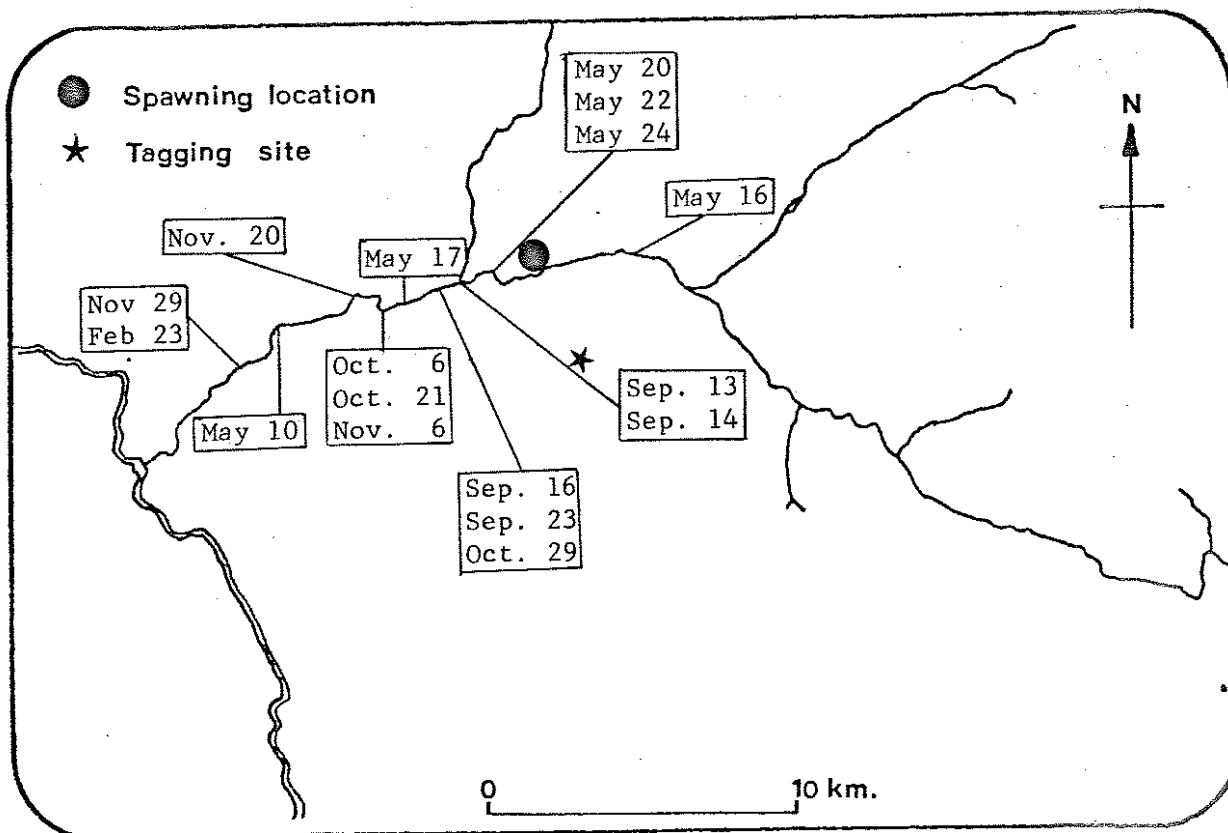 Spawning location
Tagging site
May 20
May 22
May 24
N
May 16
Nov. 20
May 17
Nov 29
Feb 23
Oct. 6
Oct. 21
Nov. 6
Sep. 13
Sep. 14
May 10
Sep. 16
Sep. 23
Oct. 29
0 10 km.